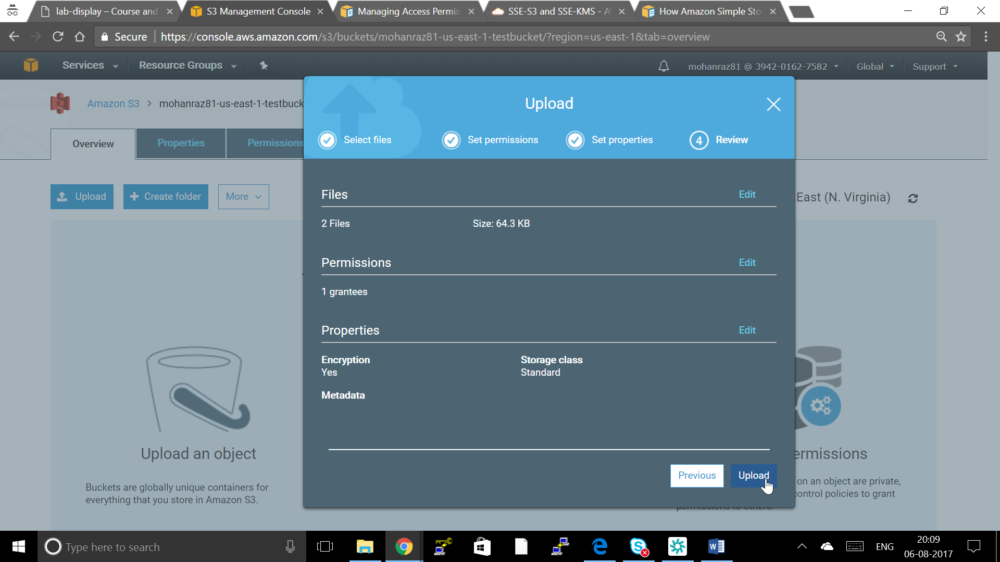 lab-display – Course and
S3 Management Console
Managing Access Permis
SSE-S3 and SSE-KMS - A
How Amazon Simple Sto
Secure
https://console.aws.amazon.com/s3/buckets/mohanraz81-us-east-1-testbucket/?region=us-east-1&tab=overview
Services
Resource Groups
mohanraz81 @ 3942-0162-7582
Global
Support
Amazon S3 > mohanraz81-us-east-1-testbuck
Upload
Select files
Set permissions
Set properties
4 Review
Overview
Properties
Permissions
Upload
Create folder
More
East (N. Virginia)
Files
Edit
2 Files
Size: 64.3 KB
Permissions
Edit
1 grantees
Properties
Edit
Encryption
Yes
Storage class
Standard
Metadata
Previous
Upload
Upload an object
Buckets are globally unique containers for
everything that you store in Amazon S3.
ermissions
on an object are private,
control policies to grant
permissions to others.
Type here to search
ENG
20:09
06-08-2017